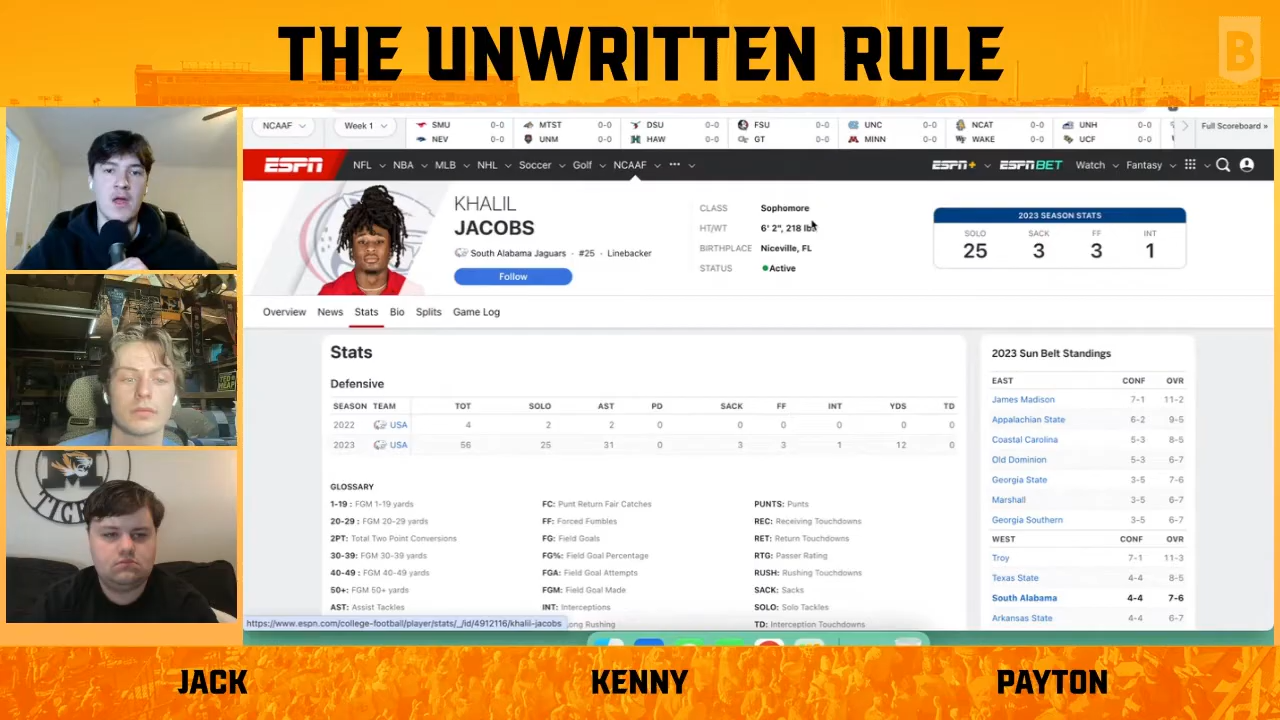 THE UNWRITTEN RULE
B
NCAAF
Week 1
SMU 0-0
NEV 0-0
MTST 0-0
UNM 0-0
DSU 0-0
HAW 0-0
FSU 0-0
GT 0-0
UNC 0-0
MINN 0-0
NCAT 0-0
WAKE 0-0
UNH 0-0
UCF 0-0
Full Scoreboard »
ESPN NFL NBA MLB NHL Soccer Golf NCAAF ••• ESPN+ ESPN BET Watch Fantasy
KHALIL
JACOBS
South Alabama Jaguars · #25 · Linebacker
Follow
CLASS Sophomore
HT/WT 6' 2", 218 lbs
BIRTHPLACE Niceville, FL
STATUS Active
2023 SEASON STATS
SOLO SACK FF INT
25 3 3 1
Overview News Stats Bio Splits Game Log
Stats
Defensive
SEASON TEAM TOT SOLO AST PD SACK FF INT YDS TD
2022 USA 4 2 2 0 0 0 0 0 0
2023 USA 56 25 31 0 3 3 1 12 0
GLOSSARY
1-19 : FGM 1-19 yards
20-29 : FGM 20-29 yards
2PT: Total Two Point Conversions
30-39: FGM 30-39 yards
40-49 : FGM 40-49 yards
50+: FGM 50+ yards
AST: Assist Tackles
FC: Punt Return Fair Catches
FF: Forced Fumbles
FG: Field Goals
FG%: Field Goal Percentage
FGA: Field Goal Attempts
FGM: Field Goal Made
INT: Interceptions
ong Rushing
PUNTS: Punts
REC: Receiving Touchdowns
RET: Return Touchdowns
RTG: Passer Rating
RUSH: Rushing Touchdowns
SACK: Sacks
SOLO: Solo Tackles
TD: Interception Touchdowns
2023 Sun Belt Standings
EAST CONF OVR
James Madison 7-1 11-2
Appalachian State 6-2 9-5
Coastal Carolina 5-3 8-5
Old Dominion 5-3 6-7
Georgia State 3-5 7-6
Marshall 3-5 6-7
Georgia Southern 3-5 6-7
WEST CONF OVR
Troy 7-1 11-3
Texas State 4-4 8-5
South Alabama 4-4 7-6
Arkansas State 4-4 6-7
https://www.espn.com/college-football/player/stats/_/id/4912116/khalil-jacobs
JACK
KENNY
PAYTON